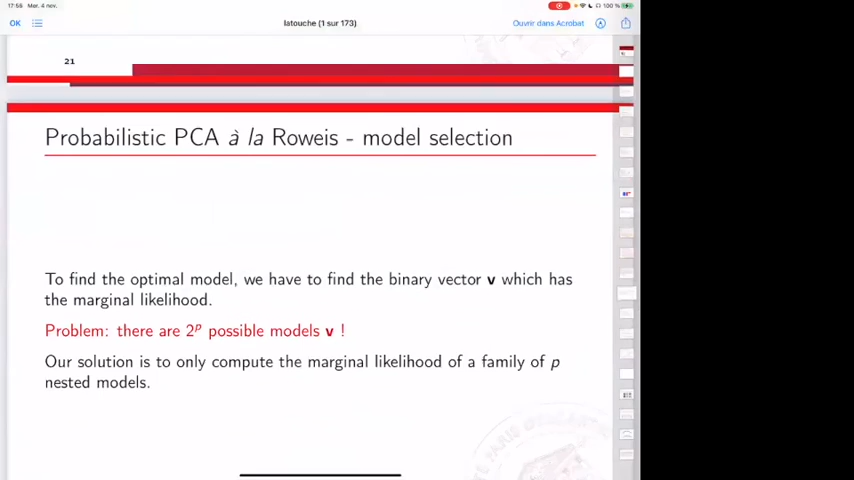 17:56 Mar. 4 nov.
100 %
OK
latouche (1 sur 173)
Ouvrir dans Acrobat
21
Probabilistic PCA à la Roweis - model selection
To find the optimal model, we have to find the binary vector v which has
the marginal likelihood.
Problem: there are 2^p possible models v !
Our solution is to only compute the marginal likelihood of a family of p
nested models.